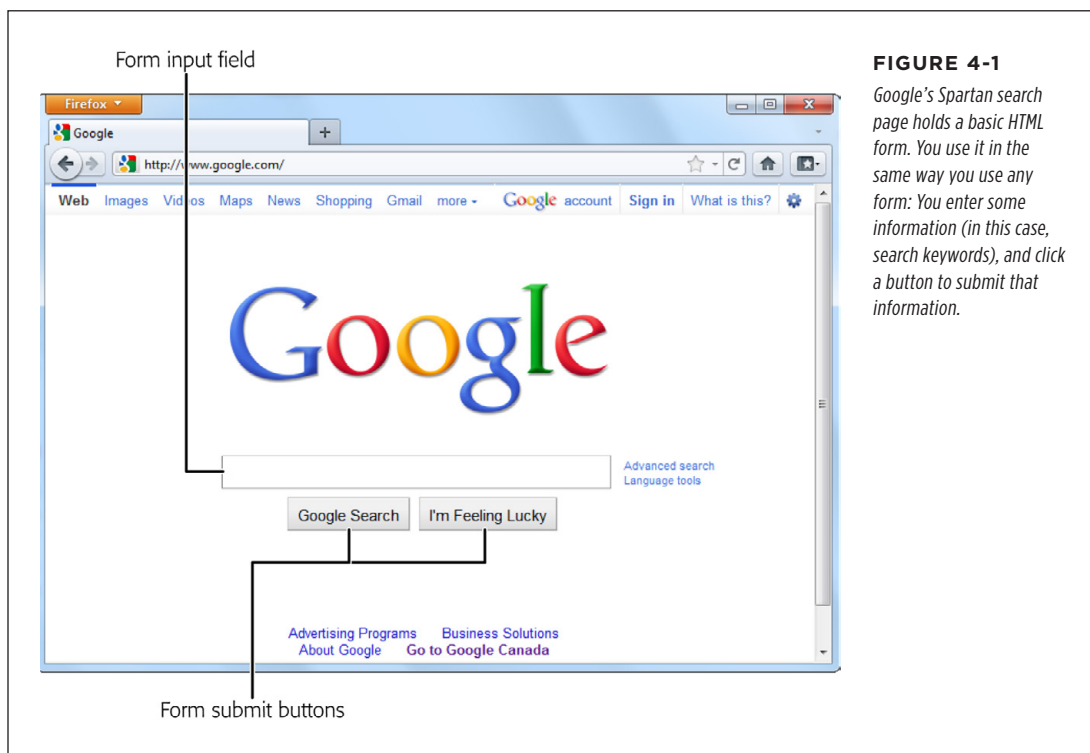 Form input field
Firefox
Google
http://www.google.com/
Web Images Videos Maps News Shopping Gmail more Google account Sign in What is this?
Google
Advanced search
Language tools
Google Search I'm Feeling Lucky
Advertising Programs Business Solutions
About Google Go to Google Canada
Form submit buttons
FIGURE 4-1
Google's Spartan search
page holds a basic HTML
form. You use it in the
same way you use any
form: You enter some
information (in this case,
search keywords), and click
a button to submit that
information.